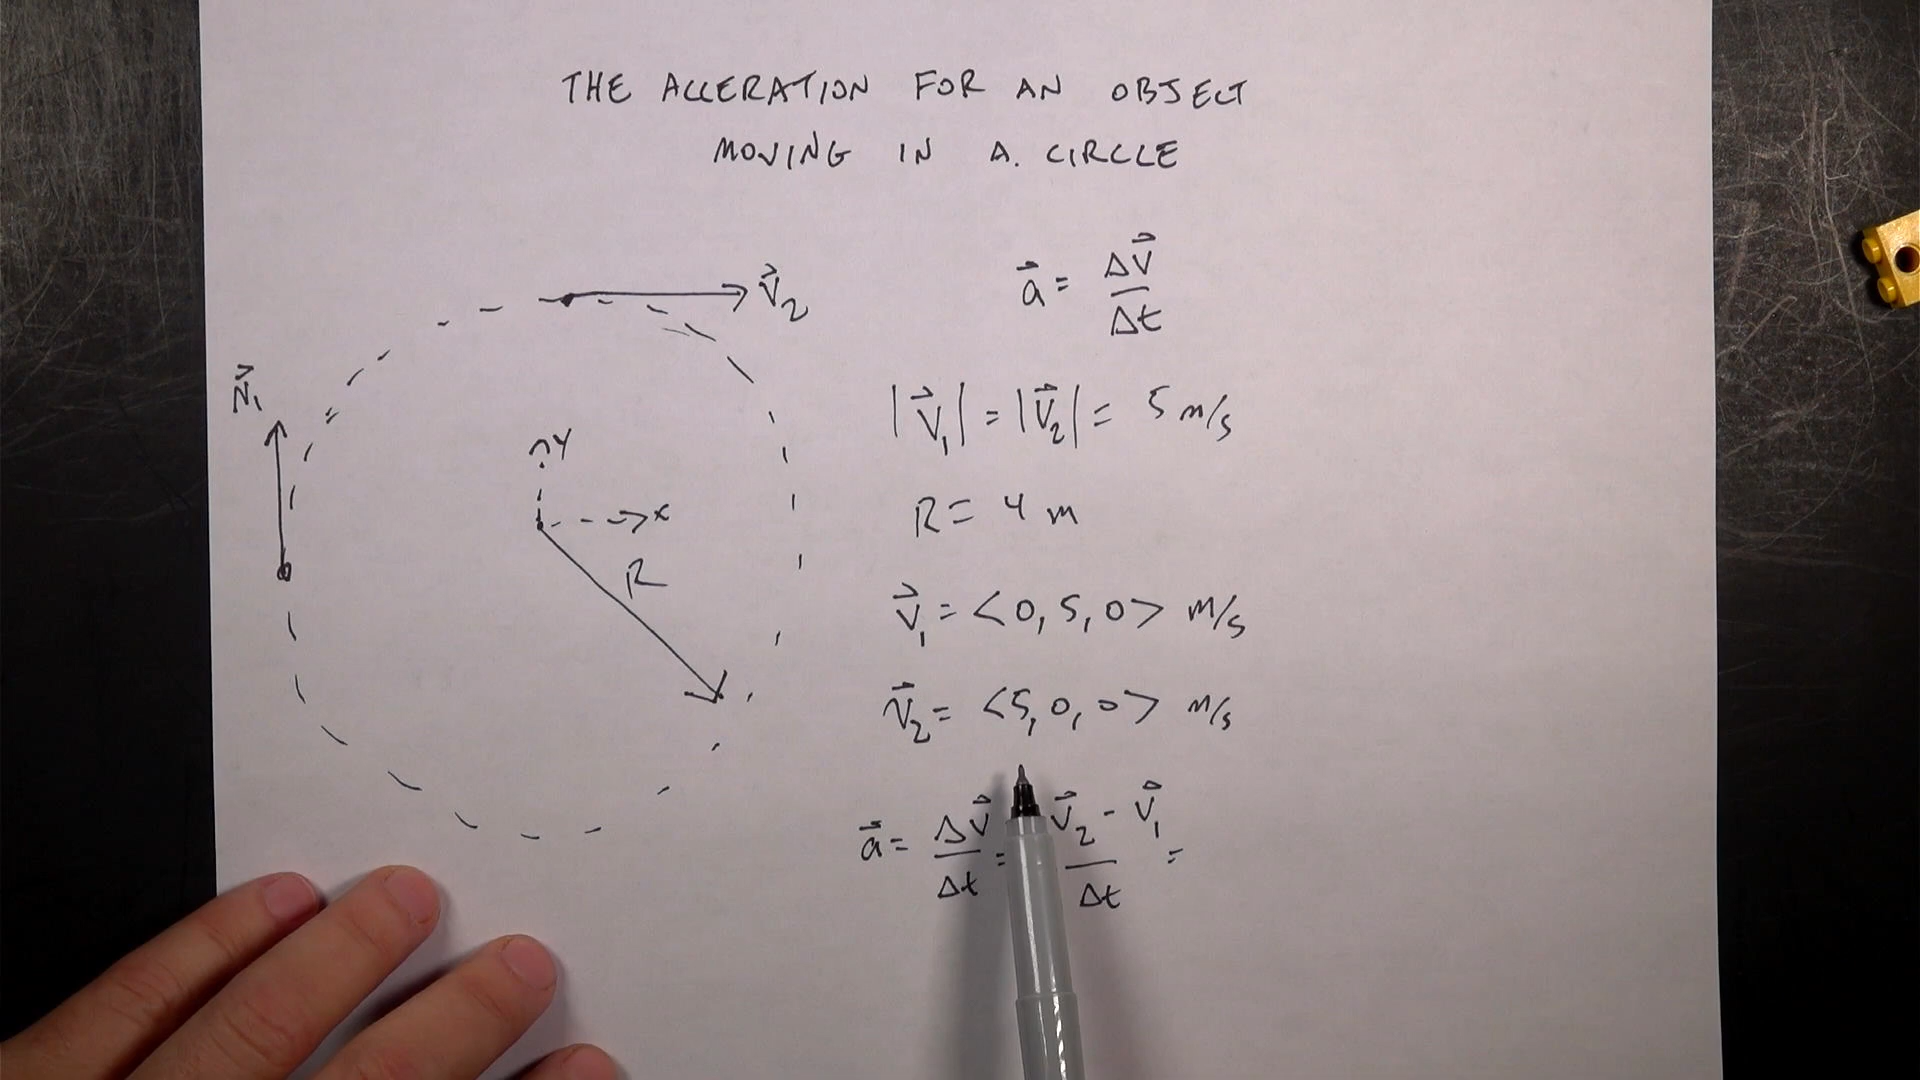 THE ACCERATION FOR AN OBJECT
MOVING IN A. CIRCLE
V⃗₂
V⃗₁
Y
x
R
a⃗ = ΔV⃗/Δt
|V⃗₁| = |V⃗₂| = 5 m/s
R = 4 m
V⃗₁ = <0, 5, 0> m/s
V⃗₂ = <5, 0, 0> m/s
a⃗ = ΔV⃗/Δt = V⃗₂ - V⃗₁/Δt =